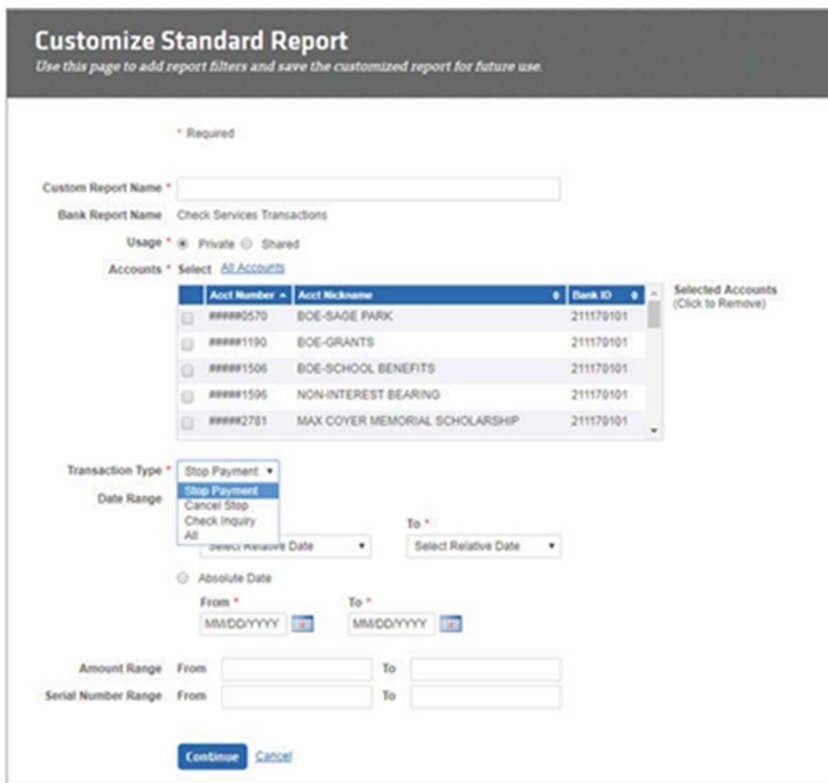 Customize Standard Report
Use this page to add report filters and save the customized report for future use.
* Required
Custom Report Name *
Bank Report Name Check Services Transactions
Usage * Private Shared
Accounts * Select All Accounts
Acct Number Acct Nickname Bank ID
Selected Accounts
(Click to Remove)
#####0570 BOE-SAGE PARK 211170101
#####1190 BOE-GRANTS 211170101
#####1506 BOE-SCHOOL BENEFITS 211170101
#####1596 NON-INTEREST BEARING 211170101
#####2781 MAX COYER MEMORIAL SCHOLARSHIP 211170101
Transaction Type * Stop Payment
Stop Payment
Date Range
Cancel Stop
Check Inquiry
All
To *
Select Relative Date Select Relative Date
Absolute Date
From * To *
MM/DD/YYYY MM/DD/YYYY
Amount Range From To
Serial Number Range From To
Continue Cancel